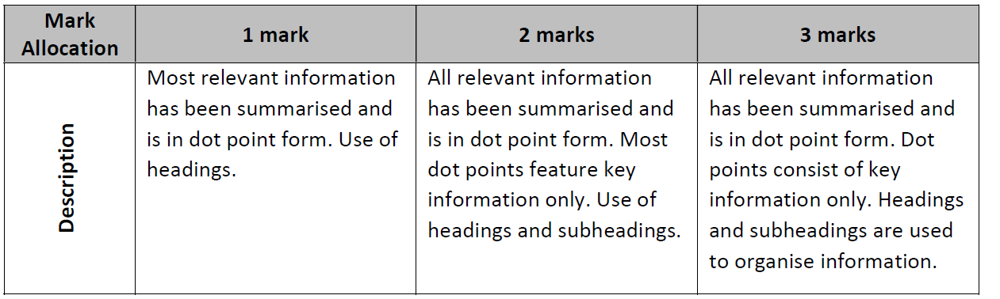 Mark
Allocation
1 mark
2 marks
3 marks
Description
Most relevant information
has been summarised and
is in dot point form. Use of
headings.
All relevant information
has been summarised and
is in dot point form. Most
dot points feature key
information only. Use of
headings and subheadings.
All relevant information
has been summarised and
is in dot point form. Dot
points consist of key
information only. Headings
and subheadings are used
to organise information.